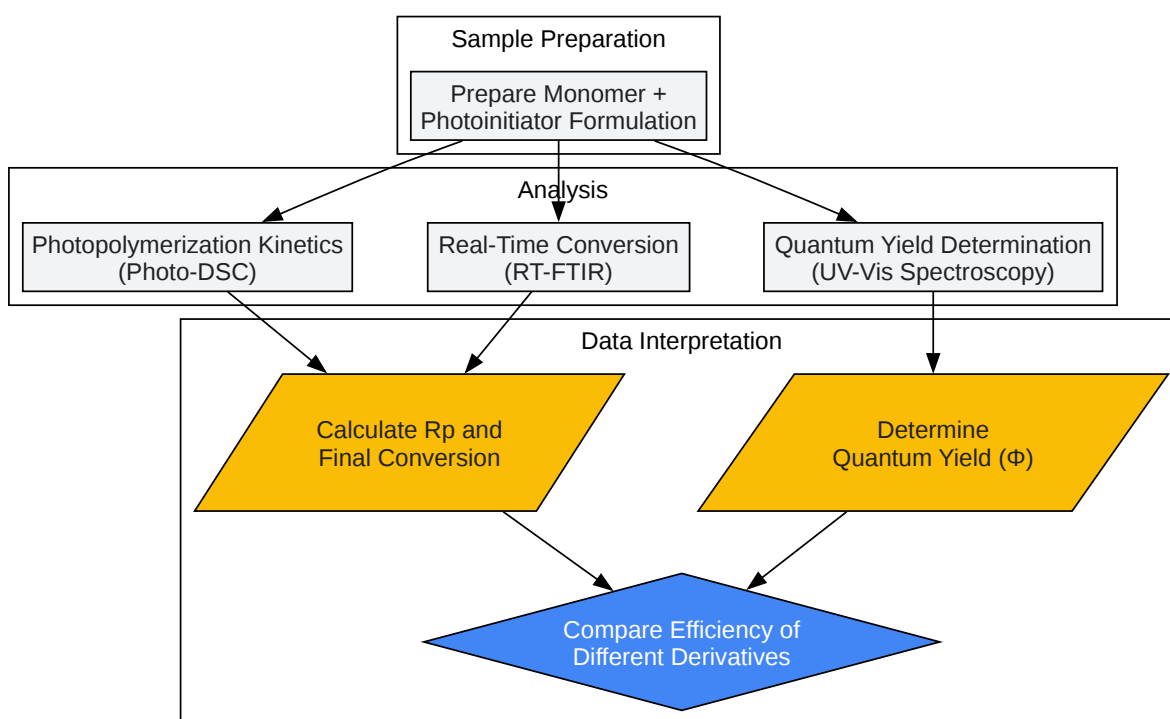 Sample Preparation
Prepare Monomer +
Photoinitiator Formulation
Analysis
Photopolymerization Kinetics
(Photo-DSC)
Real-Time Conversion
(RT-FTIR)
Quantum Yield Determination
(UV-Vis Spectroscopy)
Data Interpretation
Calculate Rp and
Final Conversion
Determine
Quantum Yield (Φ)
Compare Efficiency of
Different Derivatives